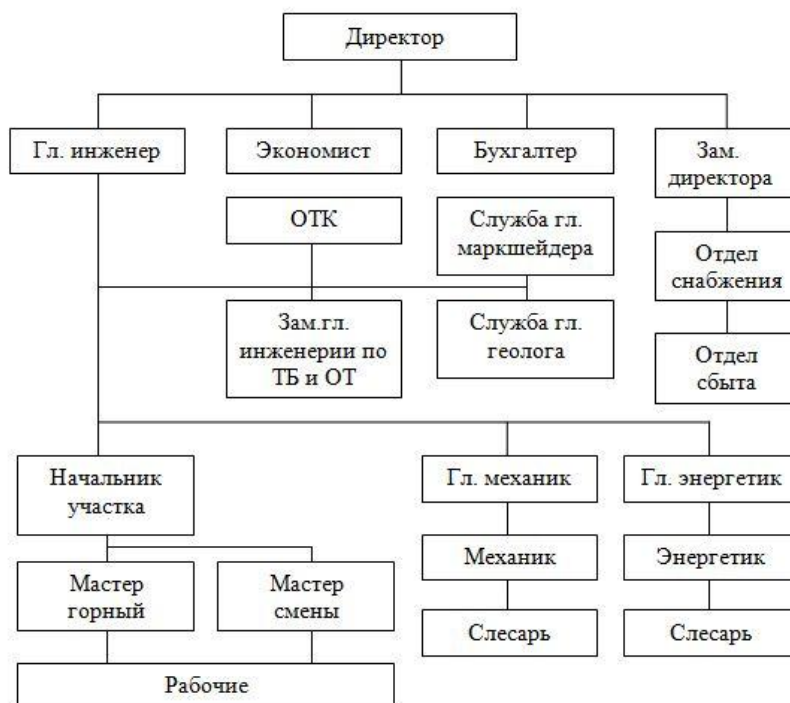 Директор
Гл. инженер
Экономист
Бухгалтер
Зам.
директора
ОТК
Служба гл.
маркшейдера
Отдел
снабжения
Зам.гл.
инженерии по
ТБ и ОТ
Служба гл.
геолога
Отдел
сбыта
Начальник
участка
Гл. механик
Гл. энергетик
Механик
Энергетик
Мастер
горный
Мастер
смены
Слесарь
Слесарь
Рабочие